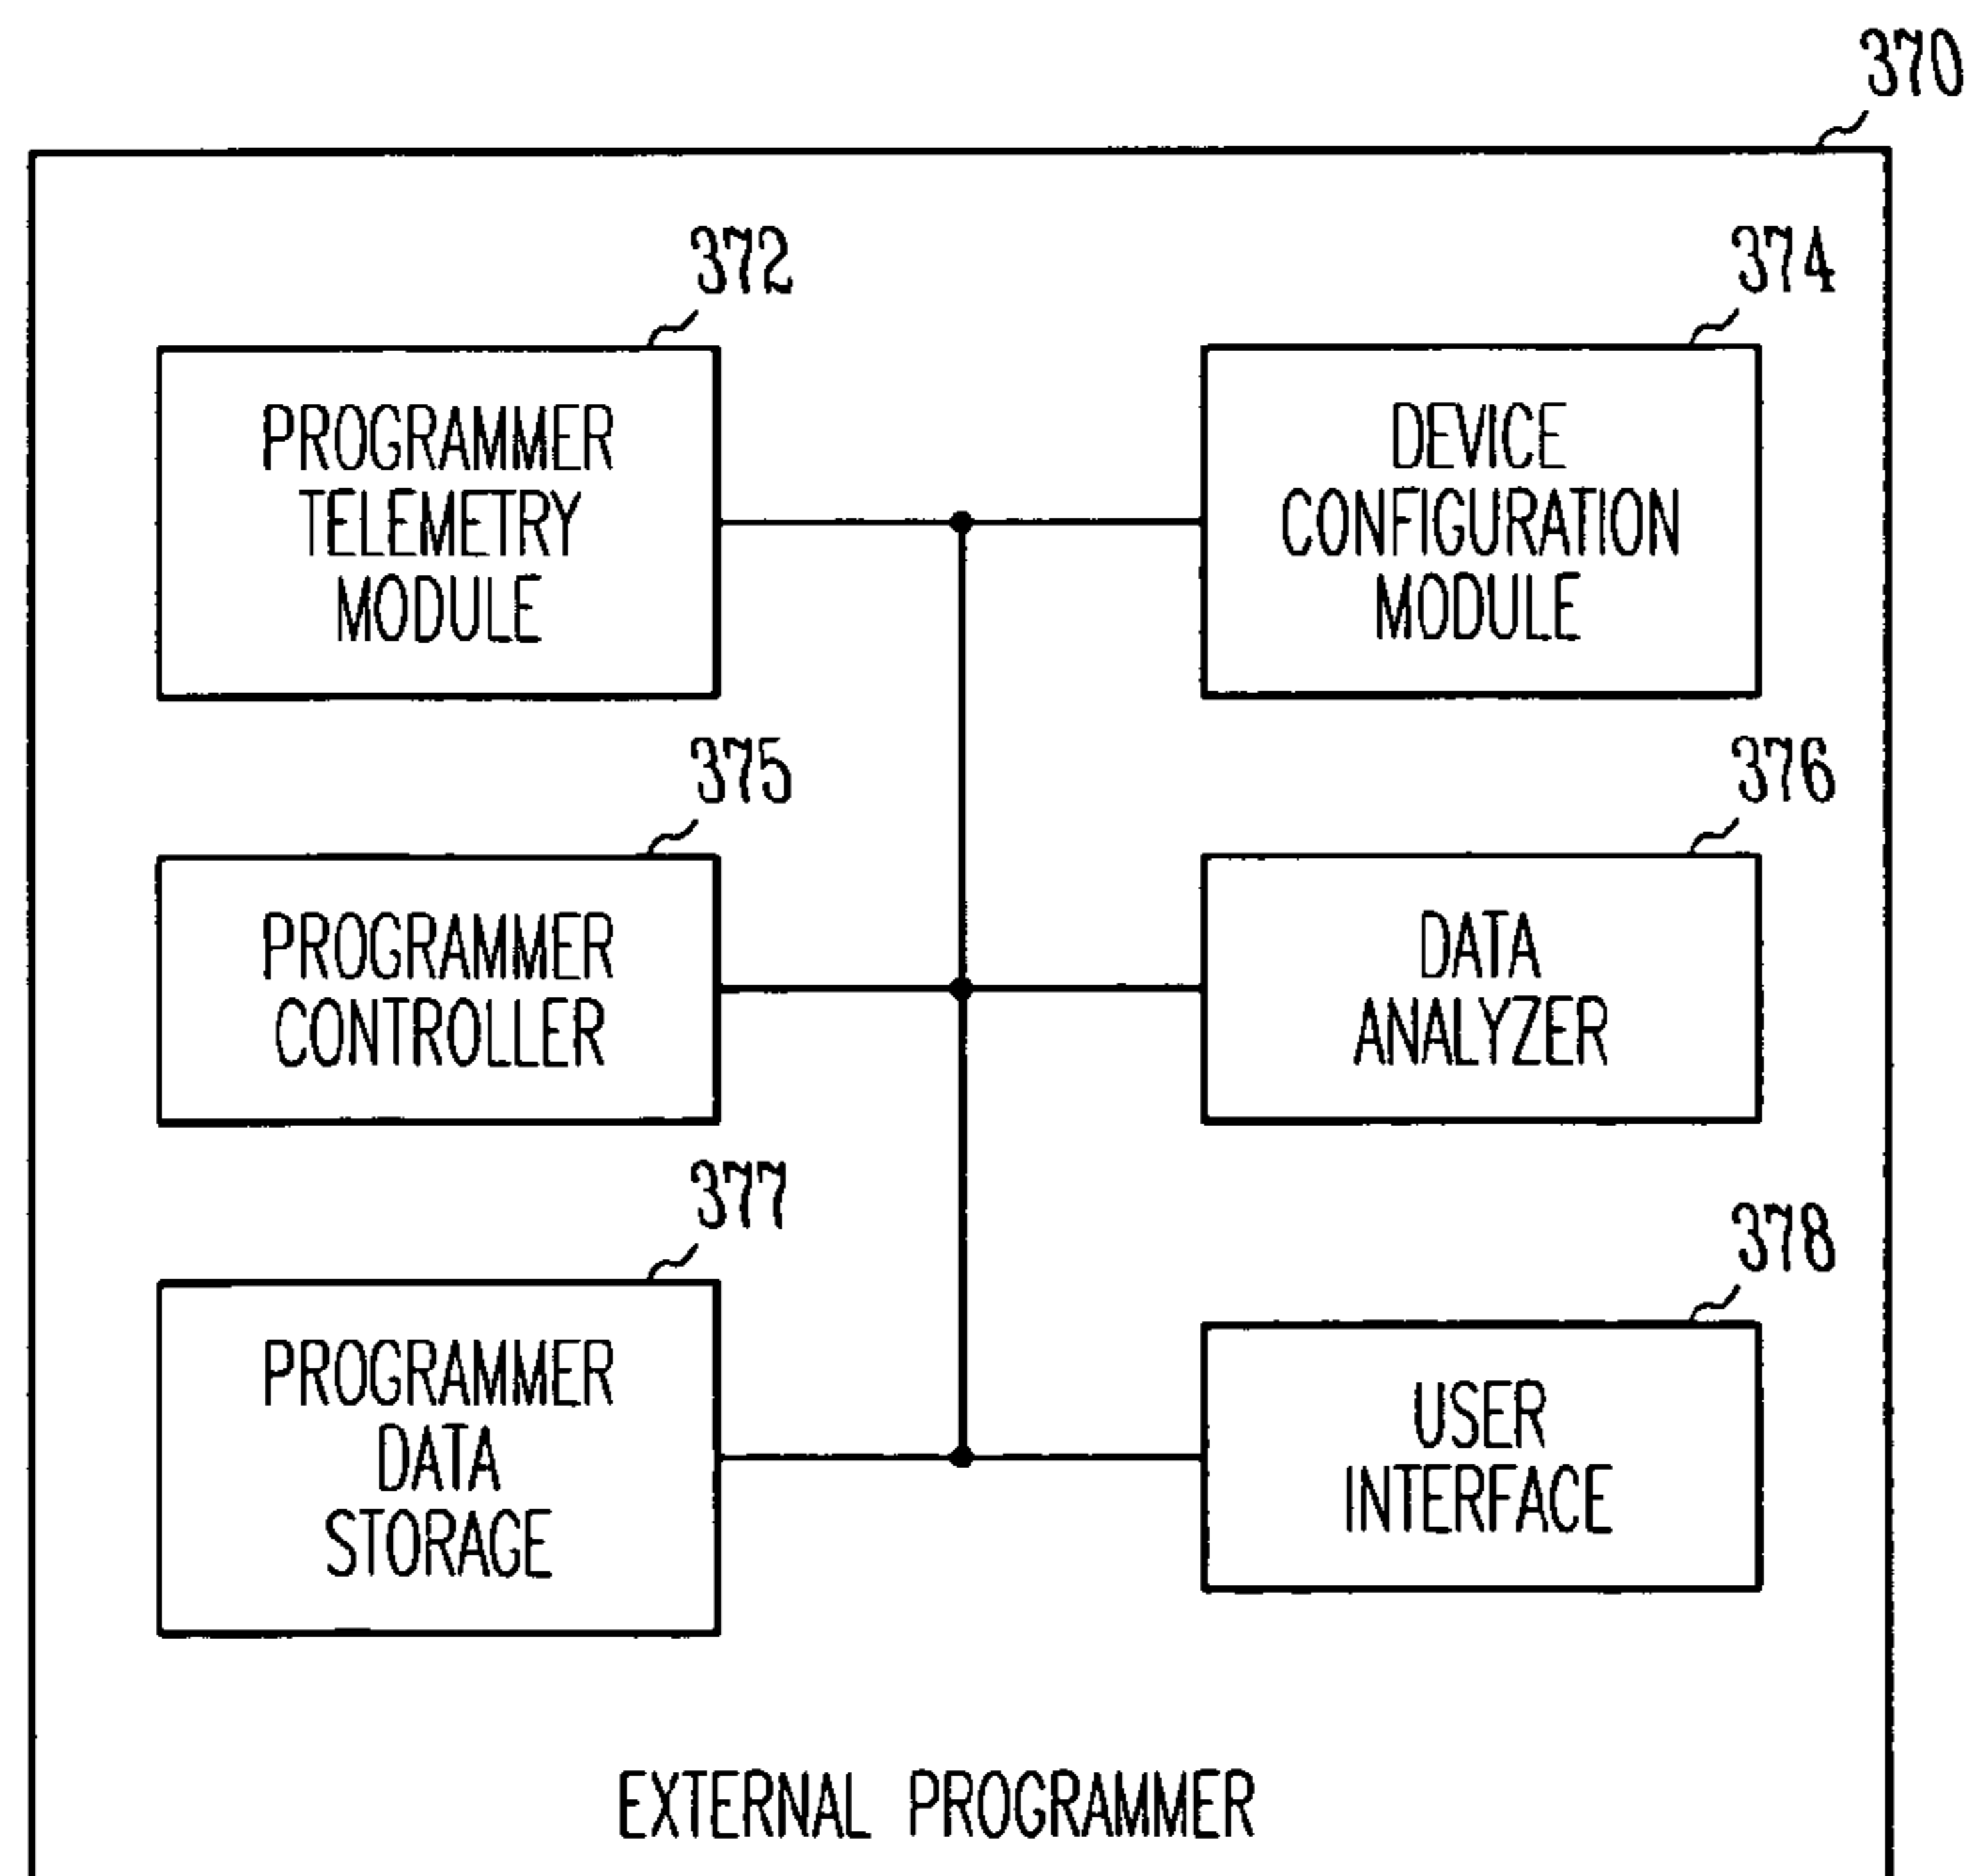 370
372
PROGRAMMER
TELEMETRY
MODULE
374
DEVICE
CONFIGURATION
MODULE
375
PROGRAMMER
CONTROLLER
376
DATA
ANALYZER
377
PROGRAMMER
DATA
STORAGE
378
USER
INTERFACE
EXTERNAL PROGRAMMER